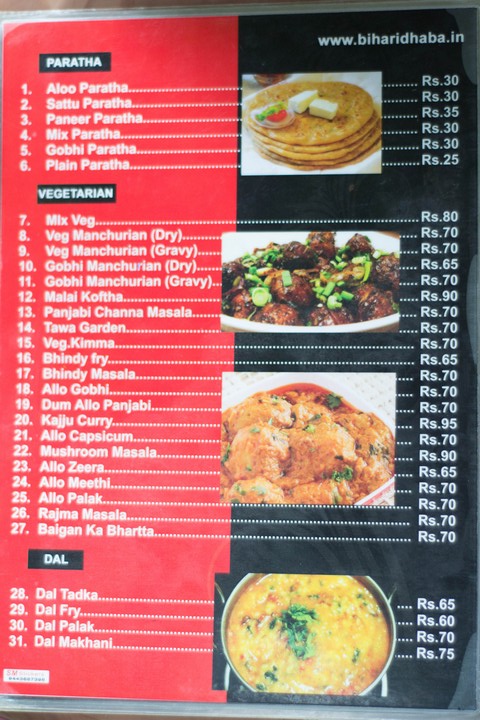 www.biharidhaba.in
PARATHA
1. Aloo Paratha Rs.30
2. Sattu Paratha Rs.30
3. Paneer Paratha Rs.35
4. Mix Paratha Rs.30
5. Gobhi Paratha Rs.30
6. Plain Paratha Rs.25
VEGETARIAN
7. Mix Veg Rs.80
8. Veg Manchurian (Dry) Rs.70
9. Veg Manchurian (Gravy) Rs.70
10. Gobhi Manchurian (Dry) Rs.65
11. Gobhi Manchurian (Gravy) Rs.70
12. Malai Koftha Rs.90
13. Panjabi Channa Masala Rs.70
14. Tawa Garden Rs.70
15. Veg.Kimma Rs.70
16. Bhindy fry Rs.65
17. Bhindy Masala Rs.70
18. Allo Gobhi Rs.70
19. Dum Allo Panjabi Rs.70
20. Kajju Curry Rs.95
21. Allo Capsicum Rs.70
22. Mushroom Masala Rs.90
23. Allo Zeera Rs.65
24. Allo Meethi Rs.70
25. Allo Palak Rs.70
26. Rajma Masala Rs.70
27. Baigan Ka Bhartta Rs.70
DAL
28. Dal Tadka Rs.65
29. Dal Fry Rs.60
30. Dal Palak Rs.70
31. Dal Makhani Rs.75